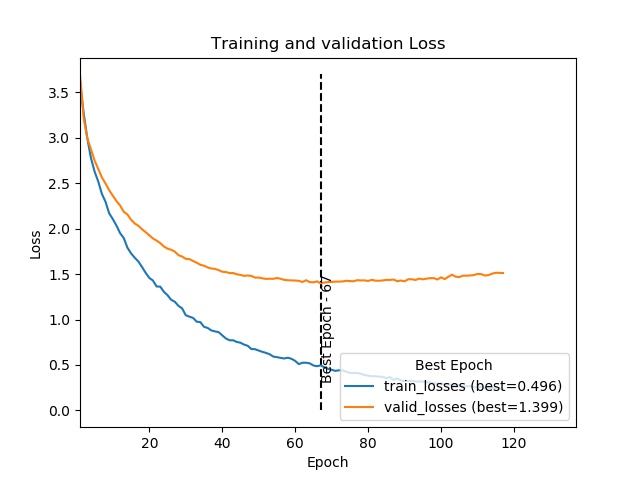 Training and validation Loss
Loss
3.5
3.0
2.5
2.0
1.5
1.0
0.5
0.0
Best Epoch - 67
Best Epoch
train_losses (best=0.496)
valid_losses (best=1.399)
20
40
60
80
100
120
Epoch